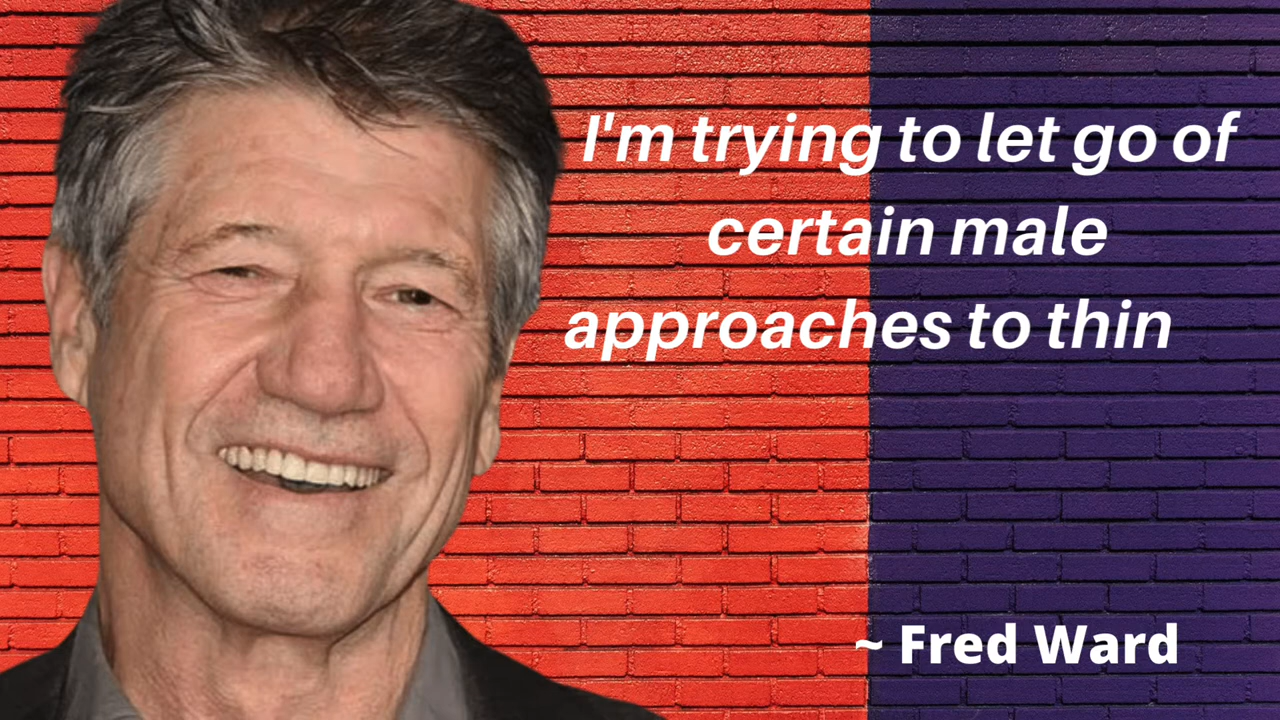 I'm trying to let go of
certain male
approaches to thin
~ Fred Ward